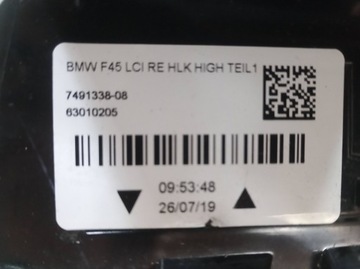 BMW F45 LCI RE HLK HIGH TEIL1
7491338-08
63010205
09:53:48
26/07/19